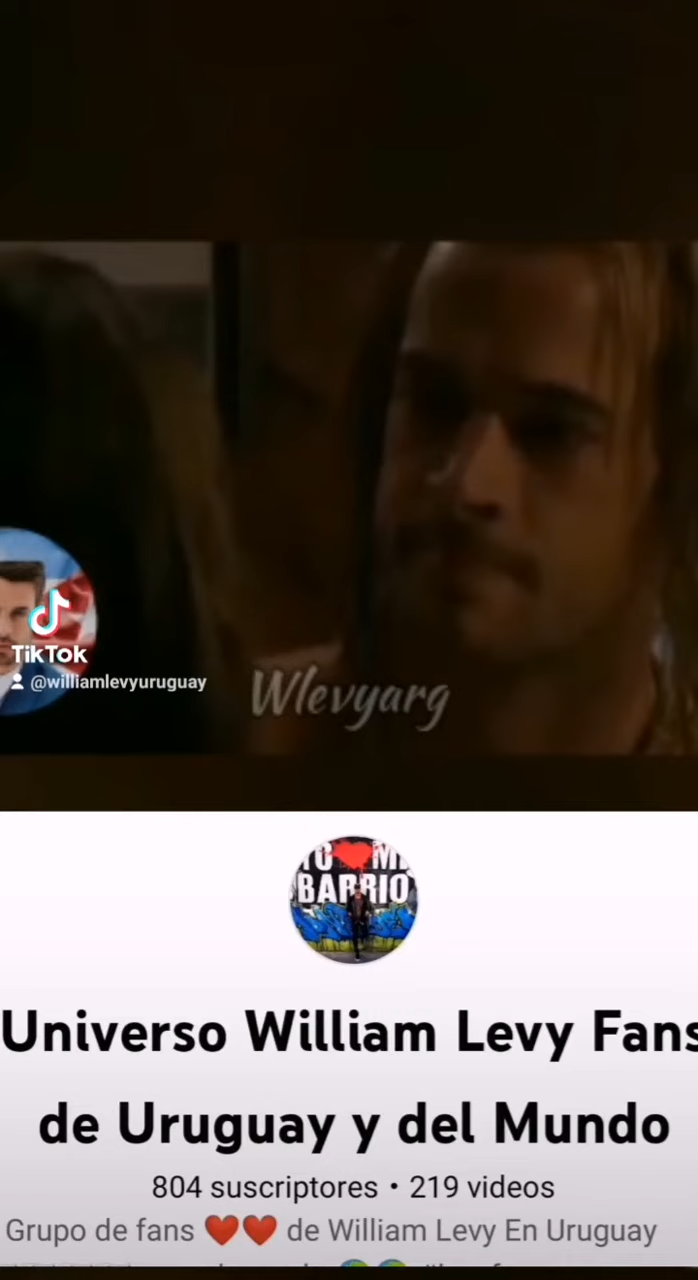 TikTok
@williamlevyuruguay
Wlevyarg
BARRIO
Universo William Levy Fans
de Uruguay y del Mundo
804 suscriptores • 219 videos
Grupo de fans ❤️❤️ de William Levy En Uruguay